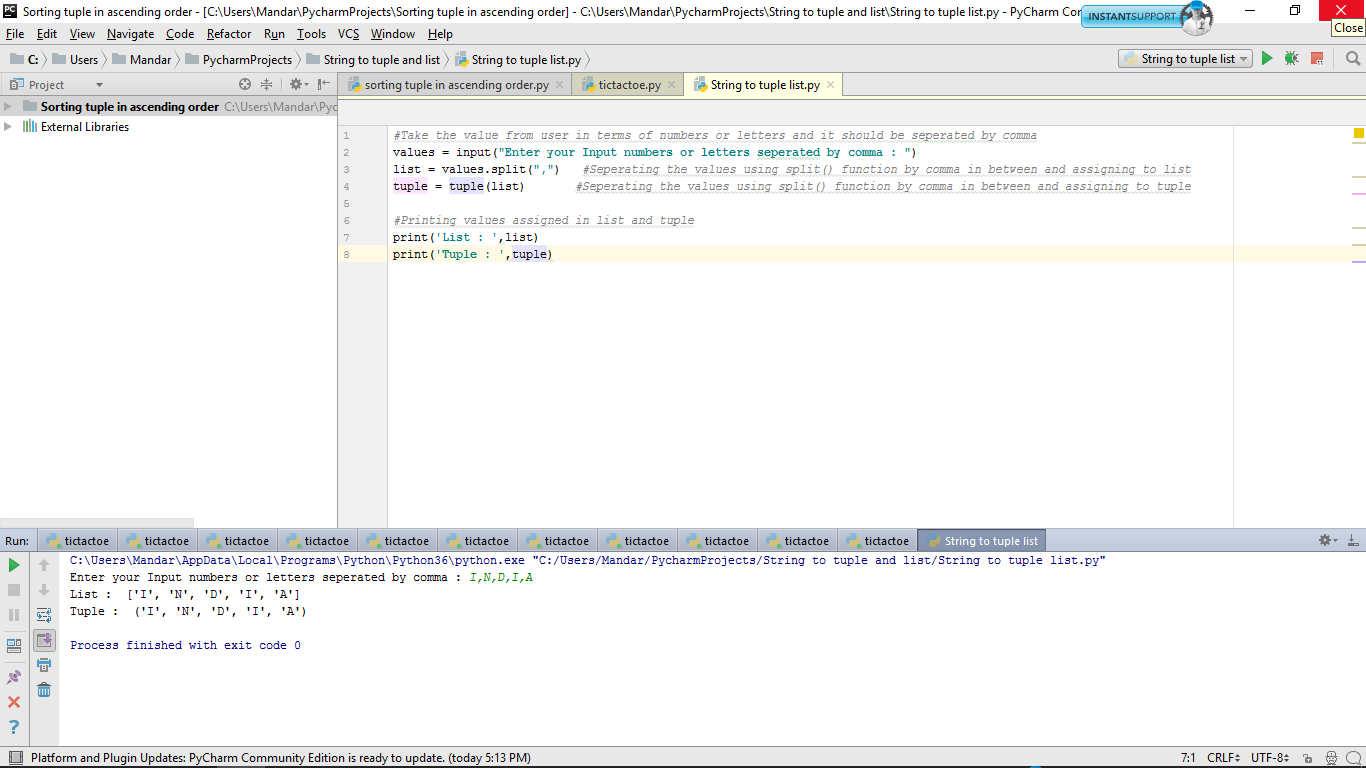 Sorting tuple in ascending order - [C:\Users\Mandar\PycharmProjects\Sorting tuple in ascending order] - C:\Users\Mandar\PycharmProjects\String to tuple and list\String to tuple list.py - PyCharm Cor
INSTANTSUPPORT
Close
File Edit View Navigate Code Refactor Run Tools VCS Window Help
C: Users Mandar PycharmProjects String to tuple and list String to tuple list.py
String to tuple list
Project
sorting tuple in ascending order.py tictactoe.py String to tuple list.py
Sorting tuple in ascending order C:\Users\Mandar\Pyc
External Libraries
1 #Take the value from user in terms of numbers or letters and it should be seperated by comma
2 values = input("Enter your Input numbers or letters seperated by comma : ")
3 list = values.split(",") #Seperating the values using split() function by comma in between and assigning to list
4 tuple = tuple(list) #Seperating the values using split() function by comma in between and assigning to tuple
5
6 #Printing values assigned in list and tuple
7 print('List : ',list)
8 print('Tuple : ',tuple)
Run: tictactoe tictactoe tictactoe tictactoe tictactoe tictactoe tictactoe tictactoe tictactoe tictactoe tictactoe String to tuple list
C:\Users\Mandar\AppData\Local\Programs\Python\Python36\python.exe "C:/Users/Mandar/PycharmProjects/String to tuple and list/String to tuple list.py"
Enter your Input numbers or letters seperated by comma : I,N,D,I,A
List :  ['I', 'N', 'D', 'I', 'A']
Tuple :  ('I', 'N', 'D', 'I', 'A')
Process finished with exit code 0
Platform and Plugin Updates: PyCharm Community Edition is ready to update. (today 5:13 PM)
7:1 CRLF UTF-8